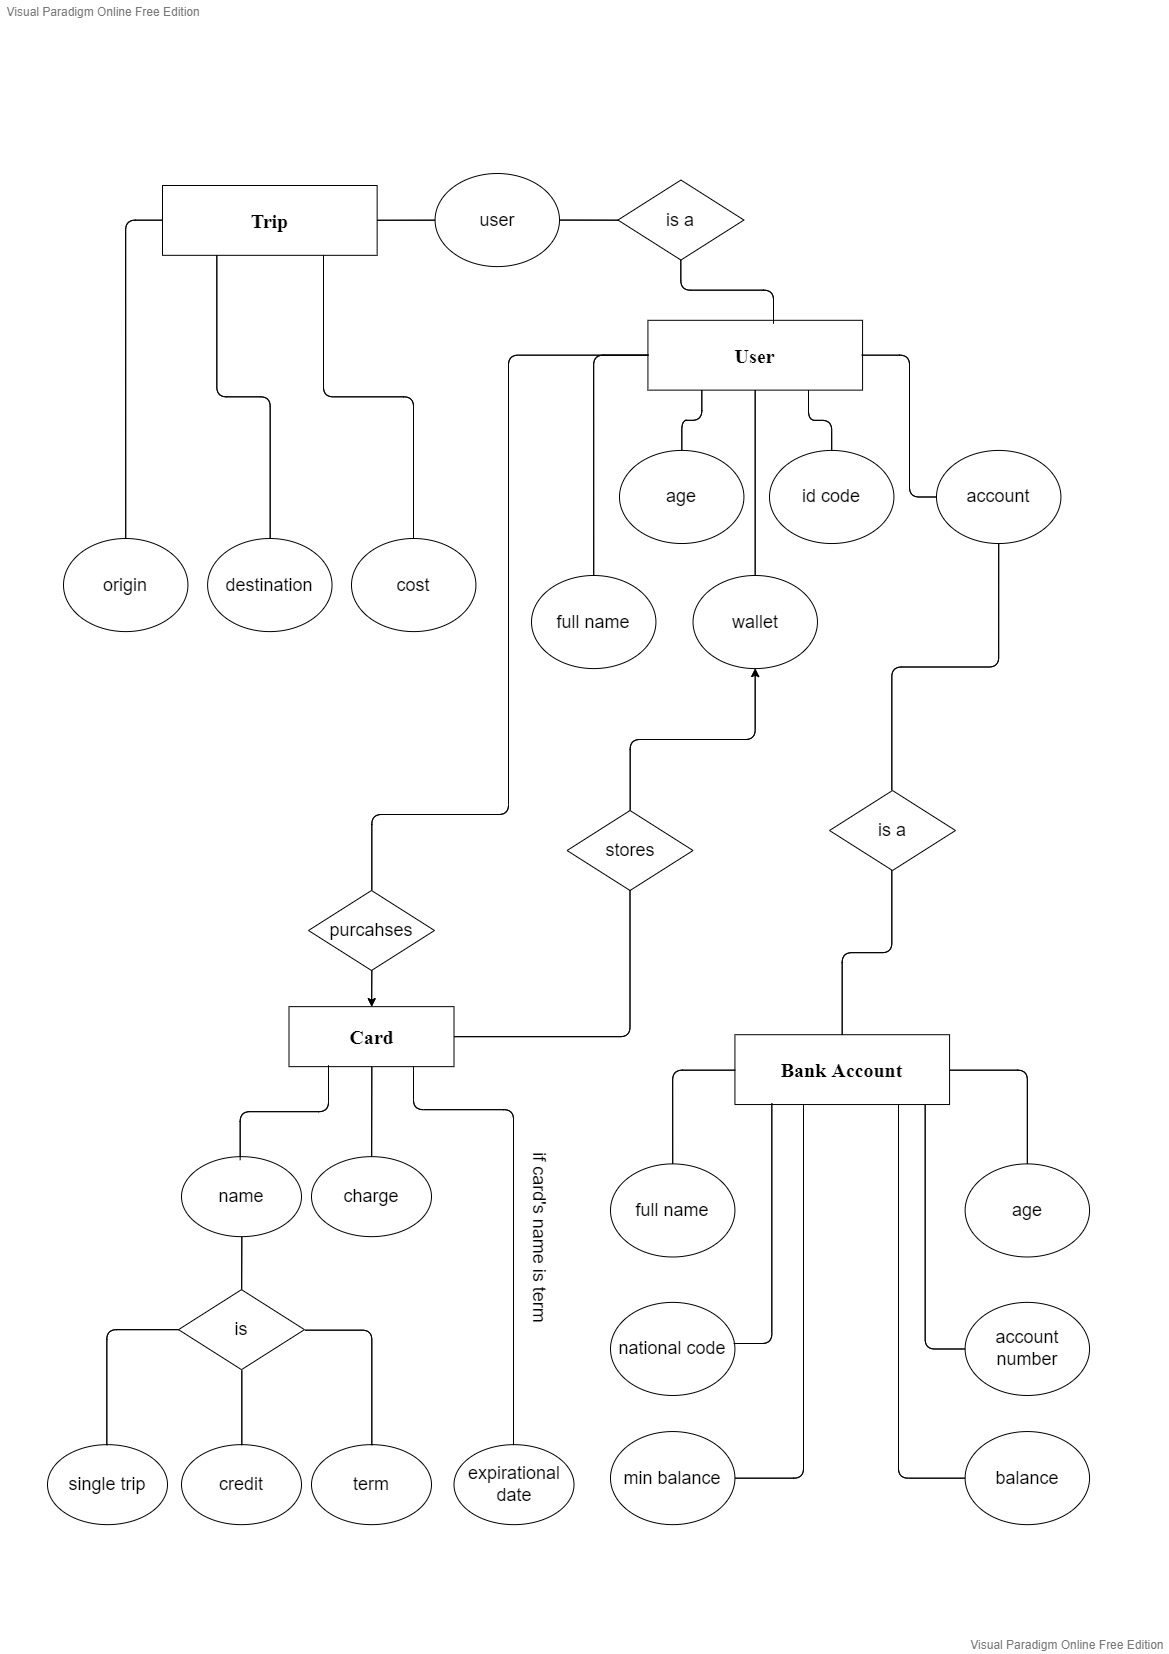 Visual Paradigm Online Free Edition
Trip
user
is a
User
age
id code
account
origin
destination
cost
full name
wallet
stores
is a
purcahses
Card
Bank Account
name
charge
if card's name is term
full name
age
is
national code
account
number
single trip
credit
term
expirational
date
min balance
balance
Visual Paradigm Online Free Edition